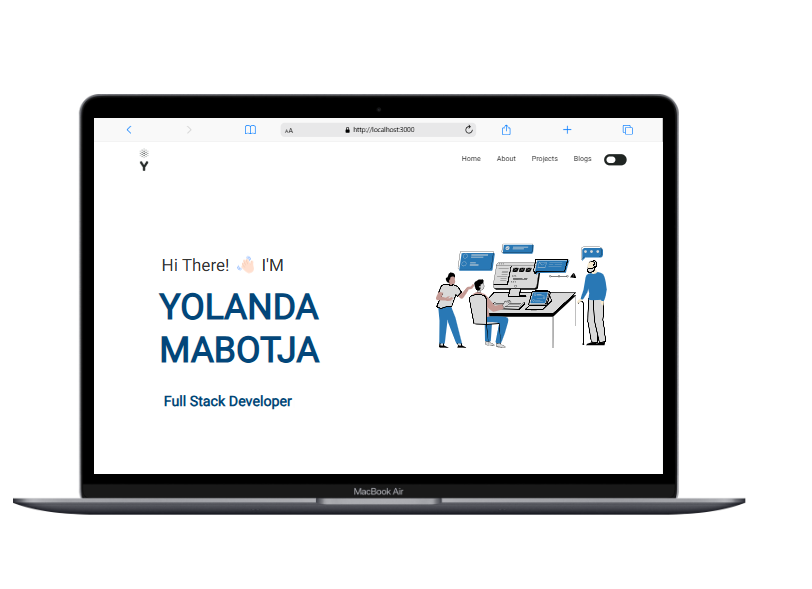 AA http://localhost:3000
Y
Home About Projects Blogs
Hi There! 👋🏻 I'M
YOLANDA
MABOTJA
Full Stack Developer
MacBook Air